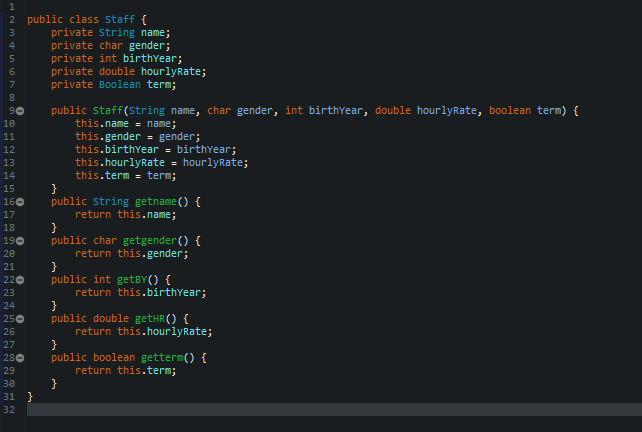 1
2 public class Staff {
3     private String name;
4     private char gender;
5     private int birthYear;
6     private double hourlyRate;
7     private Boolean term;
8
9     public Staff(String name, char gender, int birthYear, double hourlyRate, boolean term) {
10         this.name = name;
11         this.gender = gender;
12         this.birthYear = birthYear;
13         this.hourlyRate = hourlyRate;
14         this.term = term;
15     }
16     public String getname() {
17         return this.name;
18     }
19     public char getgender() {
20         return this.gender;
21     }
22     public int getBY() {
23         return this.birthYear;
24     }
25     public double getHR() {
26         return this.hourlyRate;
27     }
28     public boolean getterm() {
29         return this.term;
30     }
31 }
32